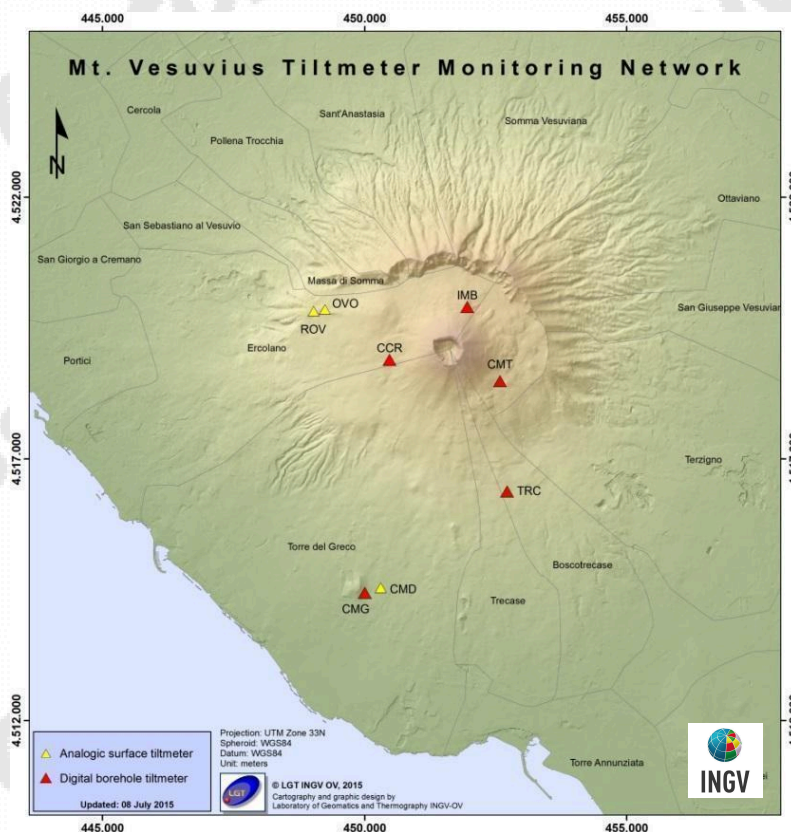 445.000 450.000 455.000
Mt. Vesuvius Tiltmeter Monitoring Network
Cercola
Sant'Anastasia
Somma Vesuviana
Pollena Trocchia
N
4.522.000
Ottaviano
San Sebastiano al Vesuvio
San Giorgio a Cremano
Massa di Somma
IMB
OVO
San Giuseppe Vesuviar
ROV
Ercolano
CCR
Portici
CMT
4.517.000
Terzigno
TRC
Torre del Greco
Boscotrecase
CMD
CMG
Trecase
4.512.000
Projection: UTM Zone 33N
Spheroid: WGS84
Datum: WGS84
Unit: meters
Analogic surface tiltmeter
Digital borehole tiltmeter
Updated: 08 July 2015
LGT
© LGT INGV OV, 2015
Cartography and graphic design by
Laboratory of Geomatics and Thermography INGV-OV
Torre Annunziata
INGV
445.000 450.000 455.000